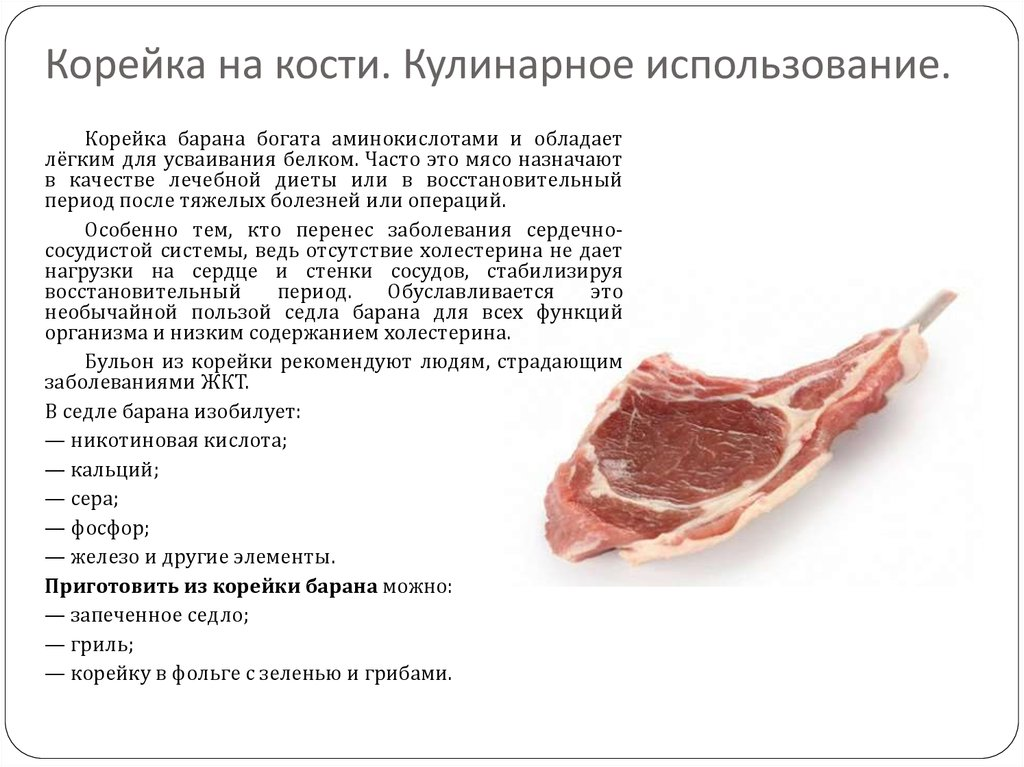 Корейка на кости. Кулинарное использование.
Корейка барана богата аминокислотами и обладает
лёгким для усваивания белком. Часто это мясо назначают
в качестве лечебной диеты или в восстановительный
период после тяжелых болезней или операций.
Особенно тем, кто перенес заболевания сердечно-
сосудистой системы, ведь отсутствие холестерина не дает
нагрузки на сердце и стенки сосудов, стабилизируя
восстановительный период. Обуславливается это
необычайной пользой седла барана для всех функций
организма и низким содержанием холестерина.
Бульон из корейки рекомендуют людям, страдающим
заболеваниями ЖКТ.
В седле барана изобилует:
— никотиновая кислота;
— кальций;
— сера;
— фосфор;
— железо и другие элементы.
Приготовить из корейки барана можно:
— запеченное седло;
— гриль;
— корейку в фольге с зеленью и грибами.